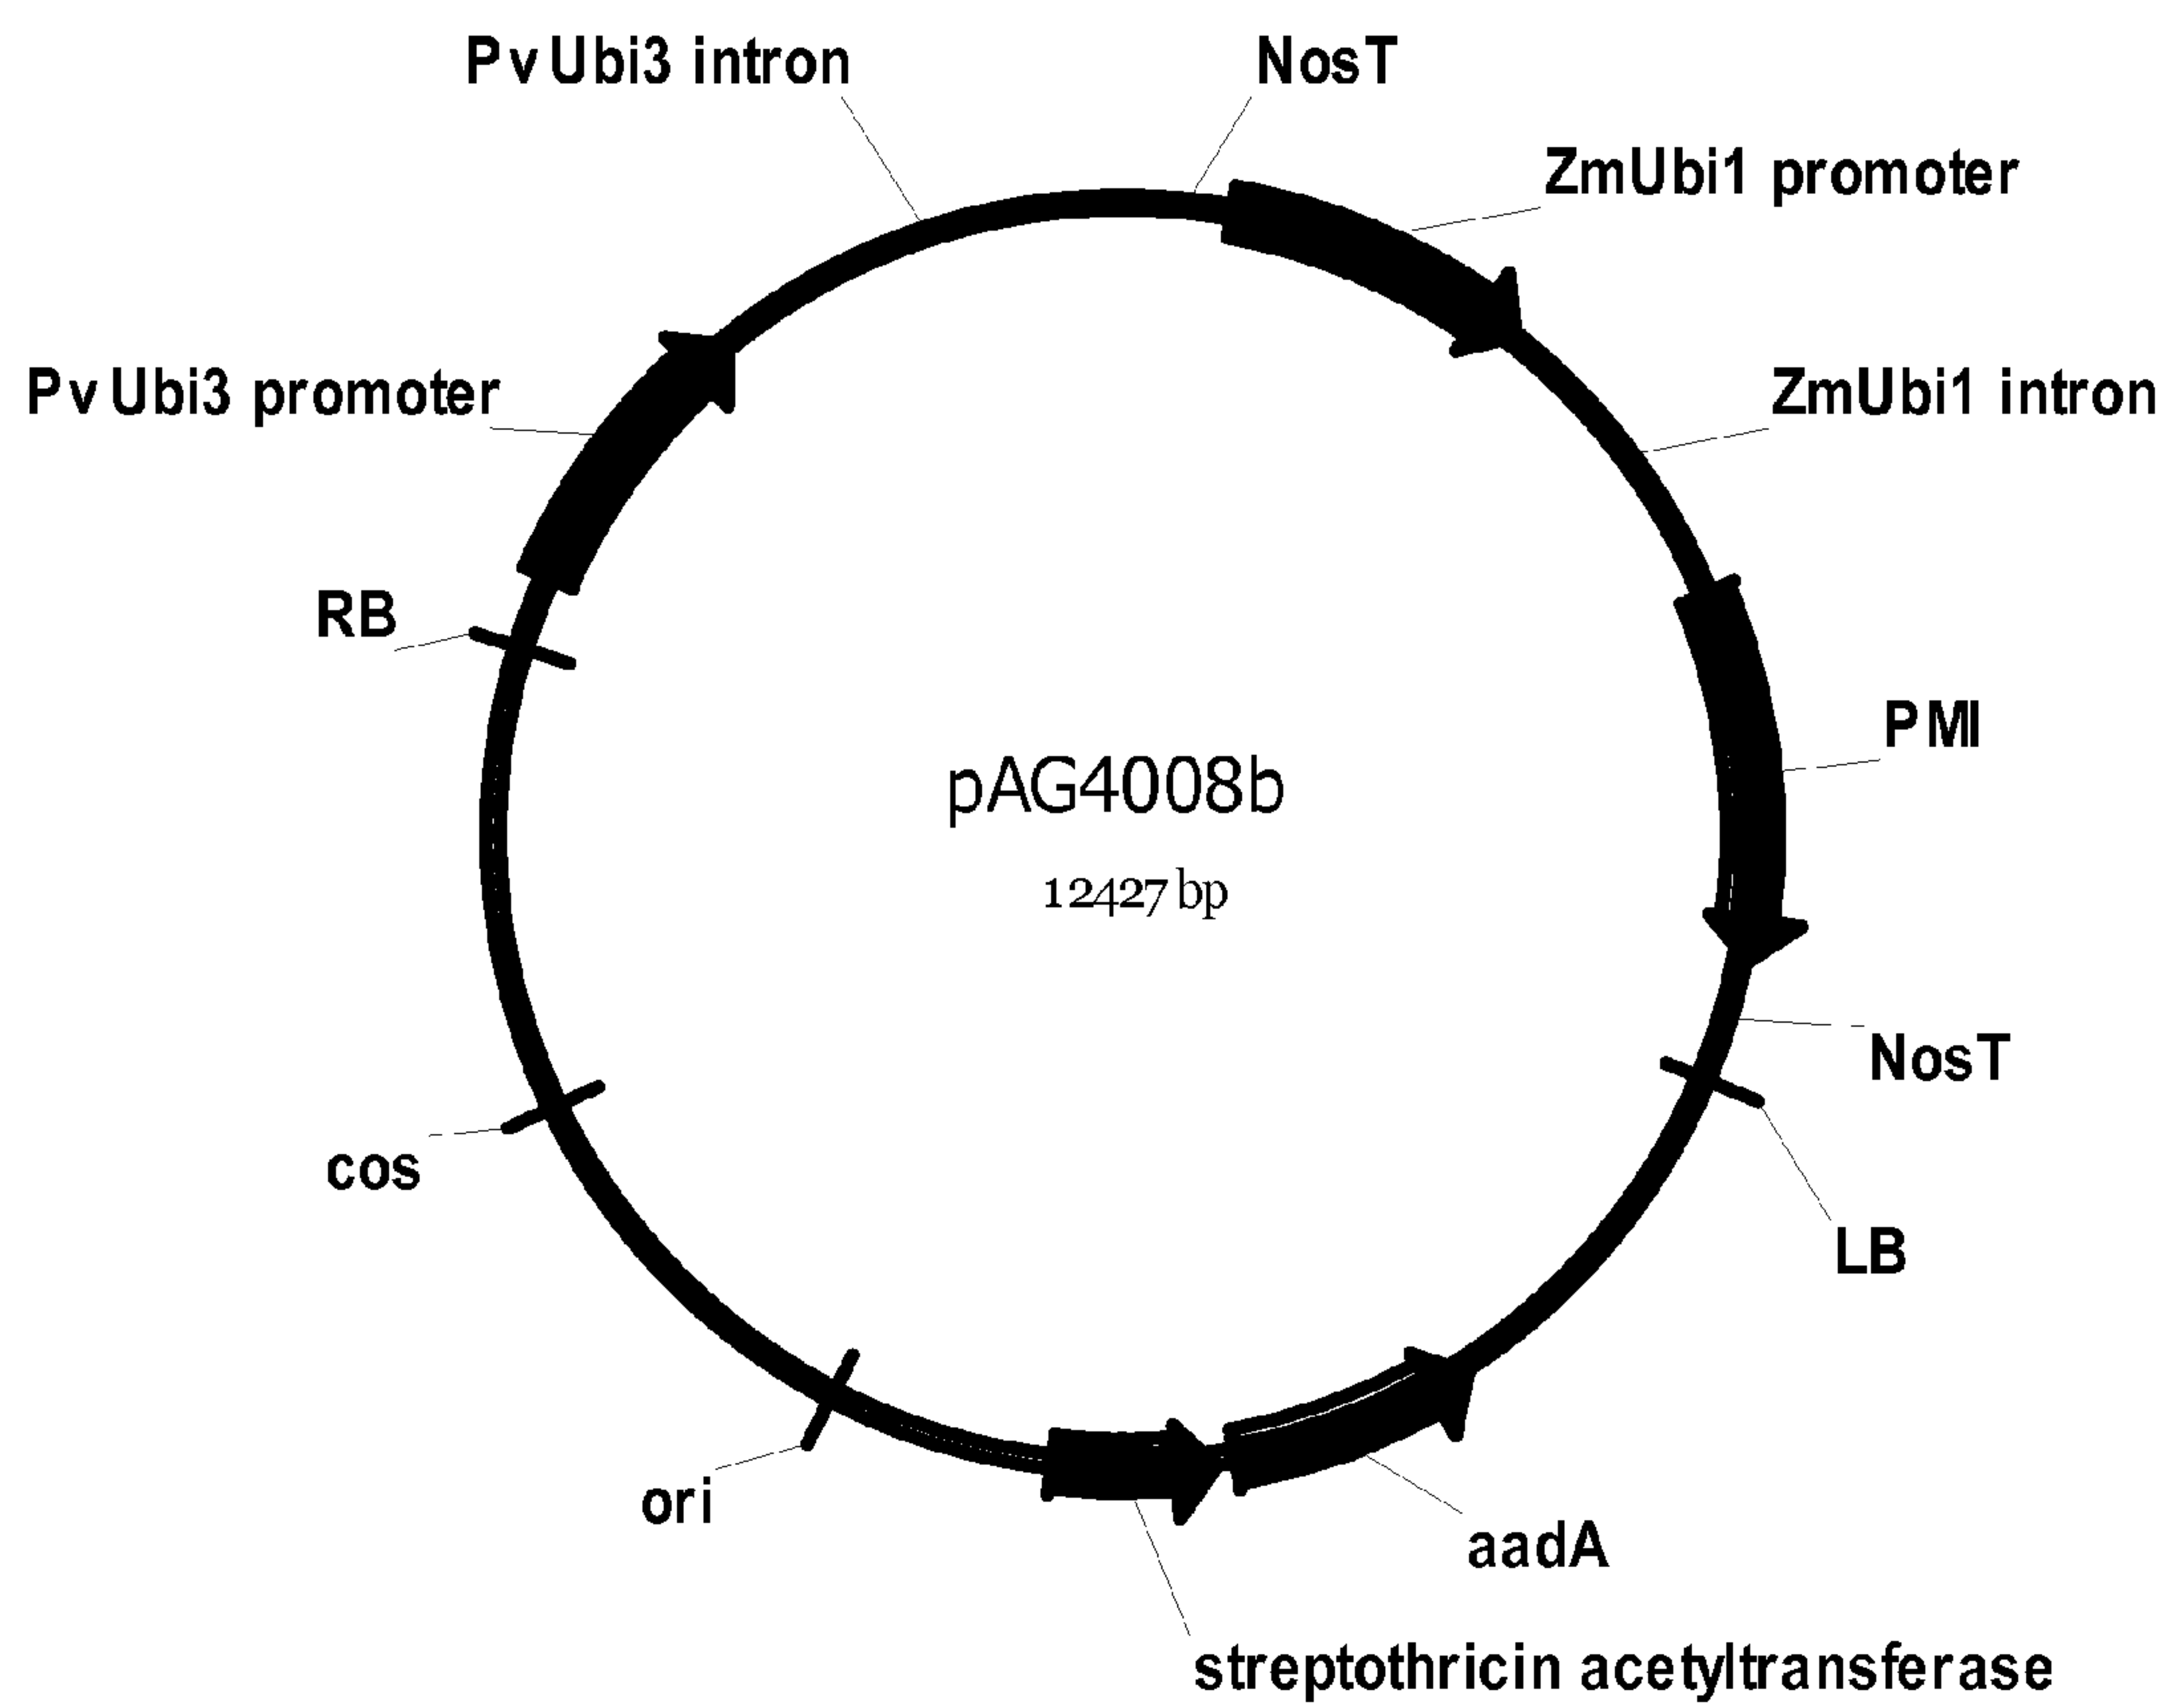 PvUbi3 intron
NosT
ZmUbi1 promoter
PvUbi3 promoter
ZmUbi1 intron
RB
PMI
pAG4008b
12427 bp
NosT
cos
LB
ori
aadA
streptothricin acetyltransferase